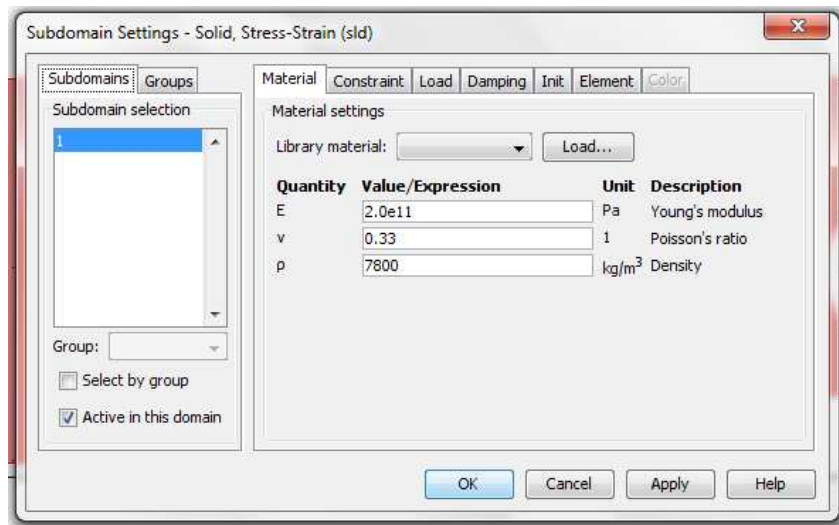 Subdomain Settings - Solid, Stress-Strain (sld)
Subdomains Groups
Subdomain selection
1
Group:
Select by group
Active in this domain
Material Constraint Load Damping Init Element Color
Material settings
Library material: Load...
Quantity Value/Expression Unit Description
E 2.0e11 Pa Young's modulus
ν 0.33 1 Poisson's ratio
ρ 7800 kg/m³ Density
OK Cancel Apply Help